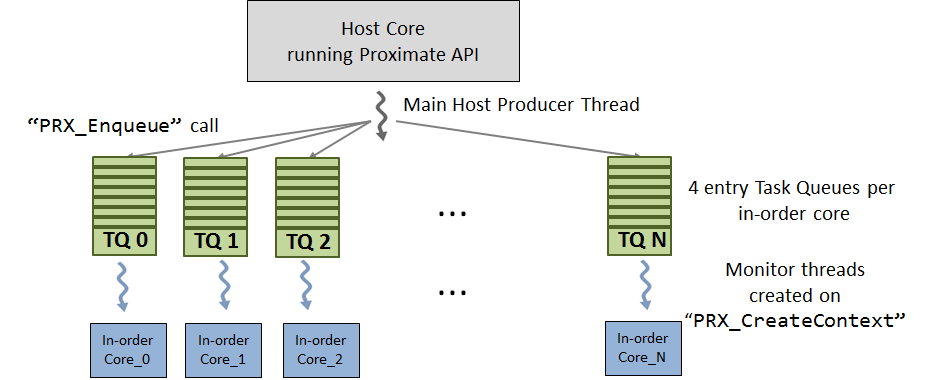 Host Core
running Proximate API
Main Host Producer Thread
“PRX_Enqueue” call
TQ 0
TQ 1
TQ 2
...
TQ N
4 entry Task Queues per
in-order core
...
Monitor threads
created on
“PRX_CreateContext”
In-order
Core_0
In-order
Core_1
In-order
Core_2
In-order
Core_N